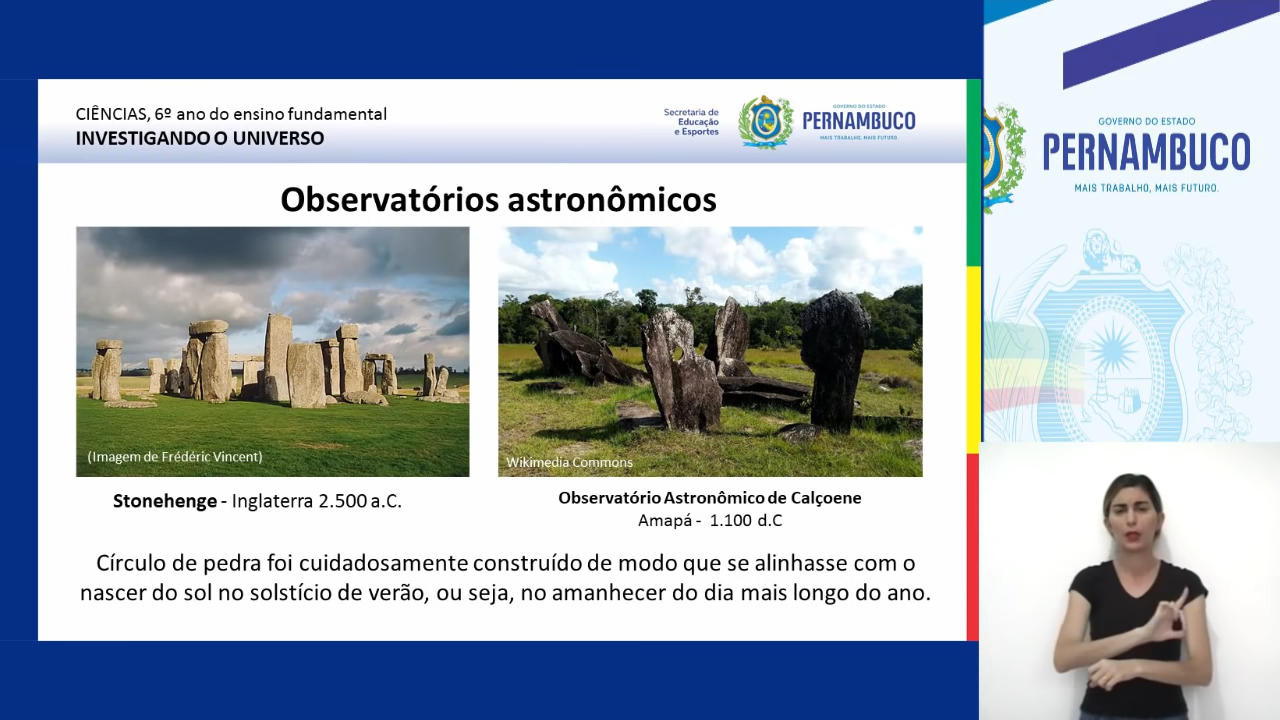 CIÊNCIAS, 6º ano do ensino fundamental
INVESTIGANDO O UNIVERSO
Secretaria de
Educação
e Esportes
GOVERNO DO ESTADO
PERNAMBUCO
MAIS TRABALHO, MAIS FUTURO.
GOVERNO DO ESTADO
PERNAMBUCO
MAIS TRABALHO, MAIS FUTURO.
Observatórios astronômicos
(Imagem de Frédéric Vincent)
Wikimedia Commons
Stonehenge - Inglaterra 2.500 a.C.
Observatório Astronômico de Calçoene
Amapá - 1.100 d.C
Círculo de pedra foi cuidadosamente construído de modo que se alinhasse com o
nascer do sol no solstício de verão, ou seja, no amanhecer do dia mais longo do ano.